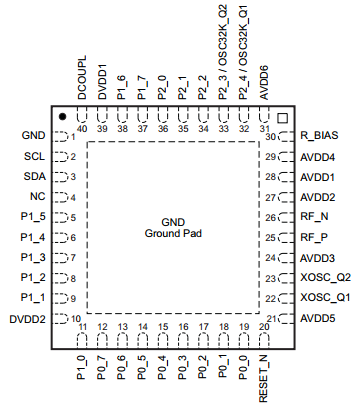 DCOUPL
DVDD1
P1_6
P1_7
P2_0
P2_1
P2_2
P2_3 / OSC32K_Q2
P2_4 / OSC32K_Q1
AVDD6
40 39 38 37 36 35 34 33 32 31
GND 1
SCL 2
SDA 3
NC 4
P1_5 5
P1_4 6
P1_3 7
P1_2 8
P1_1 9
DVDD2 10
GND
Ground Pad
30 R_BIAS
29 AVDD4
28 AVDD1
27 AVDD2
26 RF_N
25 RF_P
24 AVDD3
23 XOSC_Q2
22 XOSC_Q1
21 AVDD5
11 12 13 14 15 16 17 18 19 20
P1_0
P0_7
P0_6
P0_5
P0_4
P0_3
P0_2
P0_1
P0_0
RESET_N